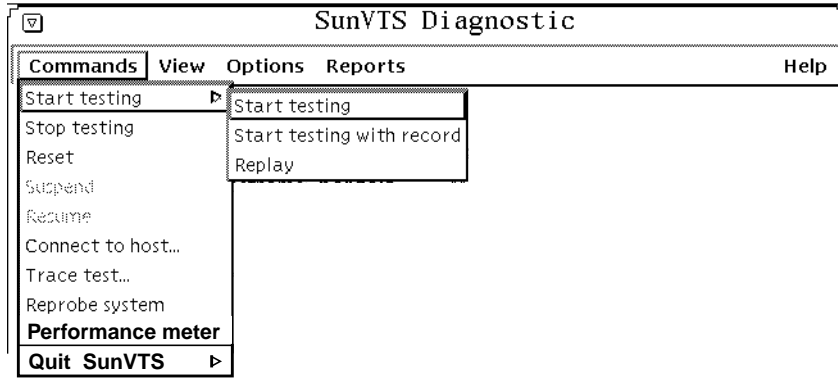 SunVTS Diagnostic
Commands View Options Reports Help
Start testing
Stop testing
Reset
Suspend
Resume
Connect to host...
Trace test...
Reprobe system
Performance meter
Quit SunVTS
Start testing
Start testing with record
Replay